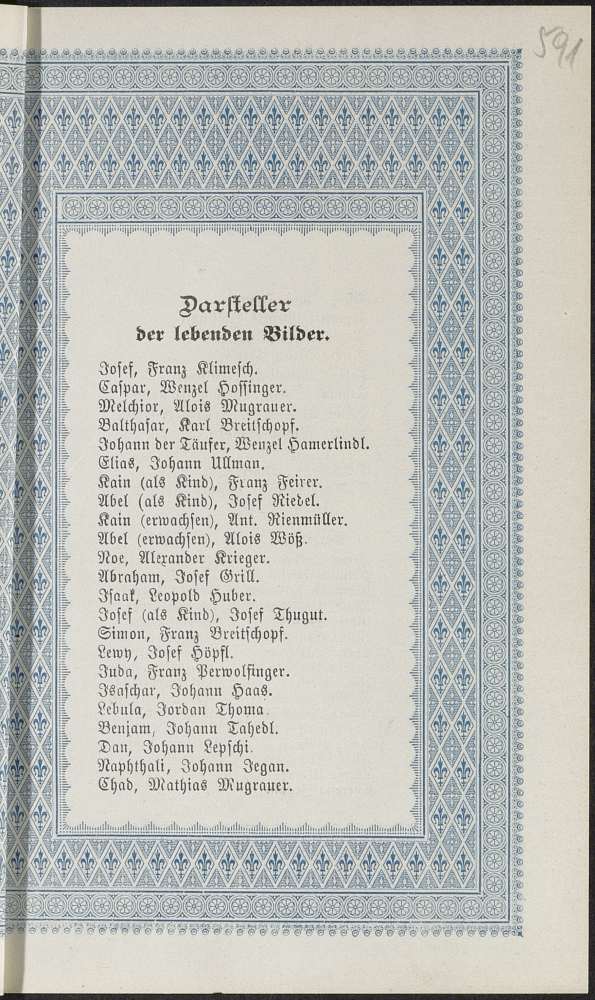 591
Darsteller
der lebenden Bilder.
Josef, Franz Klimesch.
Caspar, Wenzel Hoffinger.
Melchior, Alois Mugrauer.
Balthasar, Karl Breitschopf.
Johann der Täufer, Wenzel Hamerlindl.
Elias, Johann Ullman.
Kain (als Kind), Franz Feirer.
Abel (als Kind), Josef Riedel.
Kain (erwachsen), Ant. Nienmüller.
Abel (erwachsen), Alois Wöß.
Noe, Alexander Krieger.
Abraham, Josef Grill.
Isaak, Leopold Huber.
Josef (als Kind), Josef Thugut.
Simon, Franz Breitschopf.
Lewy, Josef Höpfl.
Juda, Franz Perwolfinger.
Isaschar, Johann Haas.
Lebula, Jordan Thoma.
Benjam, Johann Tahedl.
Dan, Johann Lepschi.
Naphthali, Johann Jegan.
Chad, Mathias Mugrauer.